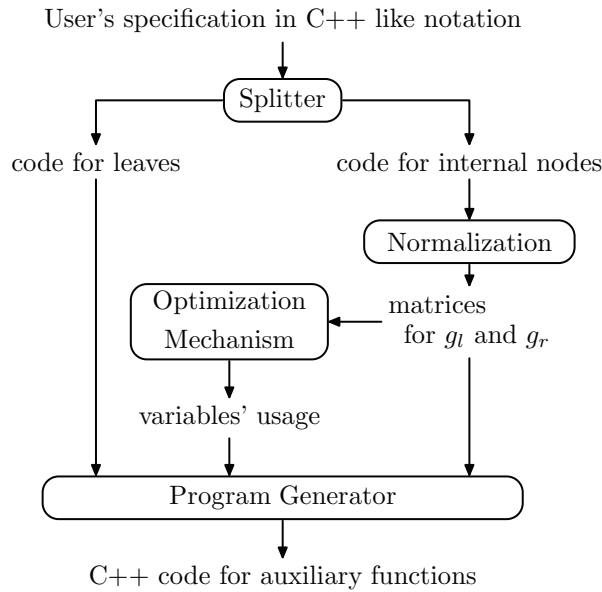 User's specification in C++ like notation
Splitter
code for leaves
code for internal nodes
Normalization
Optimization
Mechanism
matrices
for g_l and g_r
variables' usage
Program Generator
C++ code for auxiliary functions